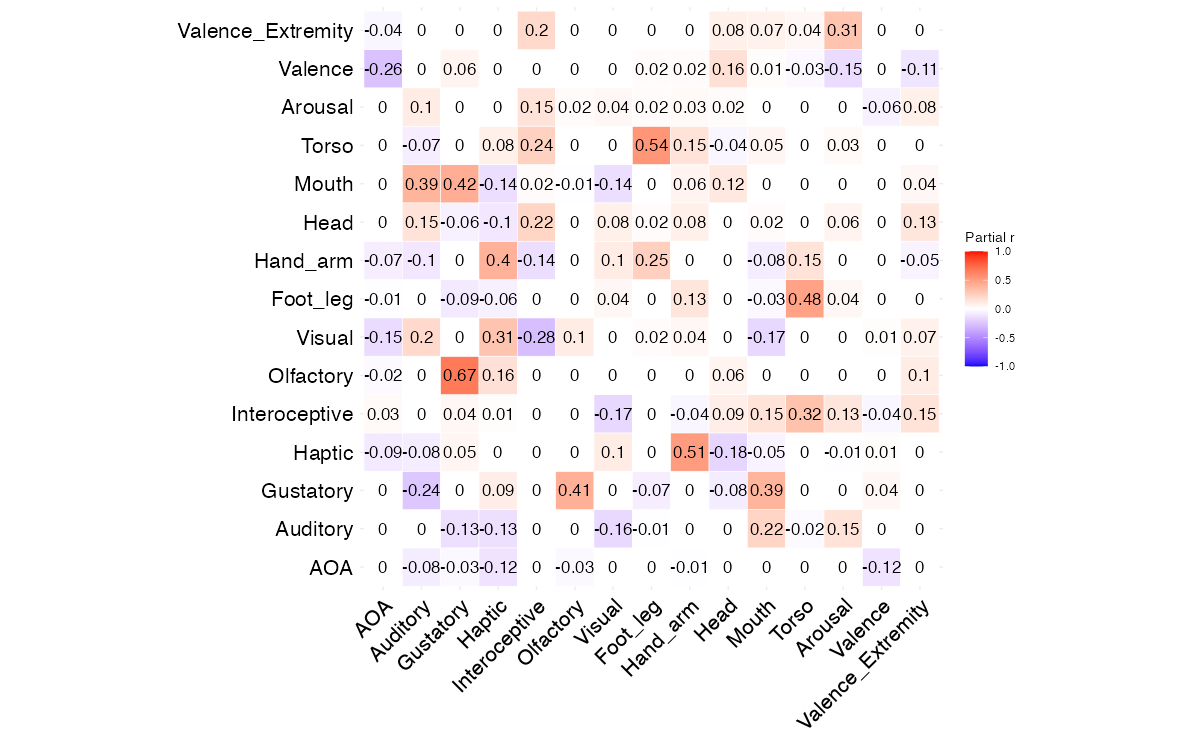 Valence_Extremity -0.04 0 0 0 0.2 0 0 0 0 0.08 0.07 0.04 0.31 0 0
Valence -0.26 0 0.06 0 0 0 0 0.02 0.02 0.16 0.01 -0.03 -0.15 0 -0.11
Arousal 0 0.1 0 0 0.15 0.02 0.04 0.02 0.03 0.02 0 0 0 -0.06 0.08
Torso 0 -0.07 0 0.08 0.24 0 0 0.54 0.15 -0.04 0.05 0 0.03 0 0
Mouth 0 0.39 0.42 -0.14 0.02 -0.01 -0.14 0 0.06 0.12 0 0 0 0 0.04
Head 0 0.15 -0.06 -0.1 0.22 0 0.08 0.02 0.08 0 0.02 0 0.06 0 0.13
Partial r
Hand_arm -0.07 -0.1 0 0.4 -0.14 0 0.1 0.25 0 0 -0.08 0.15 0 0 -0.05
1.0
0.5
Foot_leg -0.01 0 -0.09 -0.06 0 0 0.04 0 0.13 0 -0.03 0.48 0.04 0 0
0.0
-0.5
Visual -0.15 0.2 0 0.31 -0.28 0.1 0 0.02 0.04 0 -0.17 0 0 0.01 0.07
-1.0
Olfactory -0.02 0 0.67 0.16 0 0 0 0 0 0.06 0 0 0 0 0.1
Interoceptive 0.03 0 0.04 0.01 0 0 -0.17 0 -0.04 0.09 0.15 0.32 0.13 -0.04 0.15
Haptic -0.09 -0.08 0.05 0 0 0 0.1 0 0.51 -0.18 -0.05 0 -0.01 0.01 0
Gustatory 0 -0.24 0 0.09 0 0.41 0 -0.07 0 -0.08 0.39 0 0 0.04 0
Auditory 0 0 -0.13 -0.13 0 0 -0.16 -0.01 0 0 0.22 -0.02 0.15 0 0
AOA 0 -0.08 -0.03 -0.12 0 -0.03 0 0 -0.01 0 0 0 0 -0.12 0
AOA
Auditory
Gustatory
Haptic
Interoceptive
Olfactory
Visual
Foot_leg
Hand_arm
Head
Mouth
Torso
Arousal
Valence
Valence_Extremity